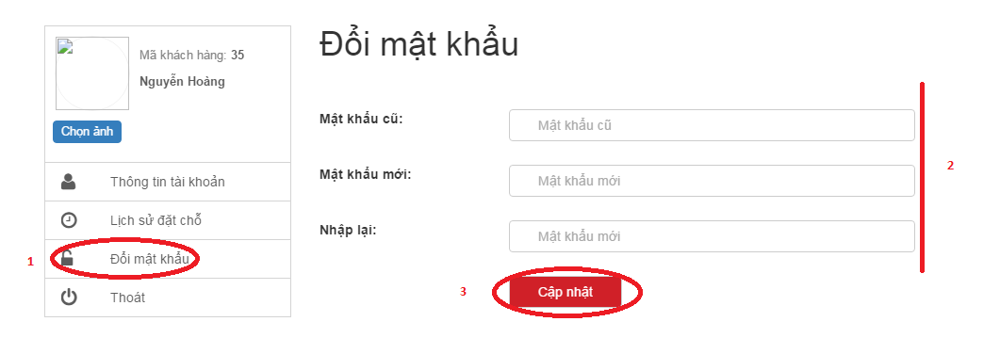 Đổi mật khẩu
Mã khách hàng: 35
Nguyễn Hoàng
Chọn ảnh
Thông tin tài khoản
Lịch sử đặt chỗ
1
Đổi mật khẩu
Thoát
Mật khẩu cũ:
Mật khẩu cũ
Mật khẩu mới:
Mật khẩu mới
Nhập lại:
Mật khẩu mới
2
3
Cập nhật